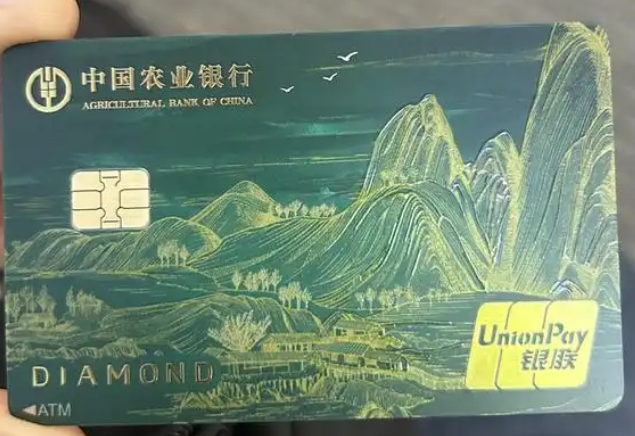 中国农业银行
AGRICULTURAL BANK OF CHINA
DIAMOND
UnionPay
银联
ATM